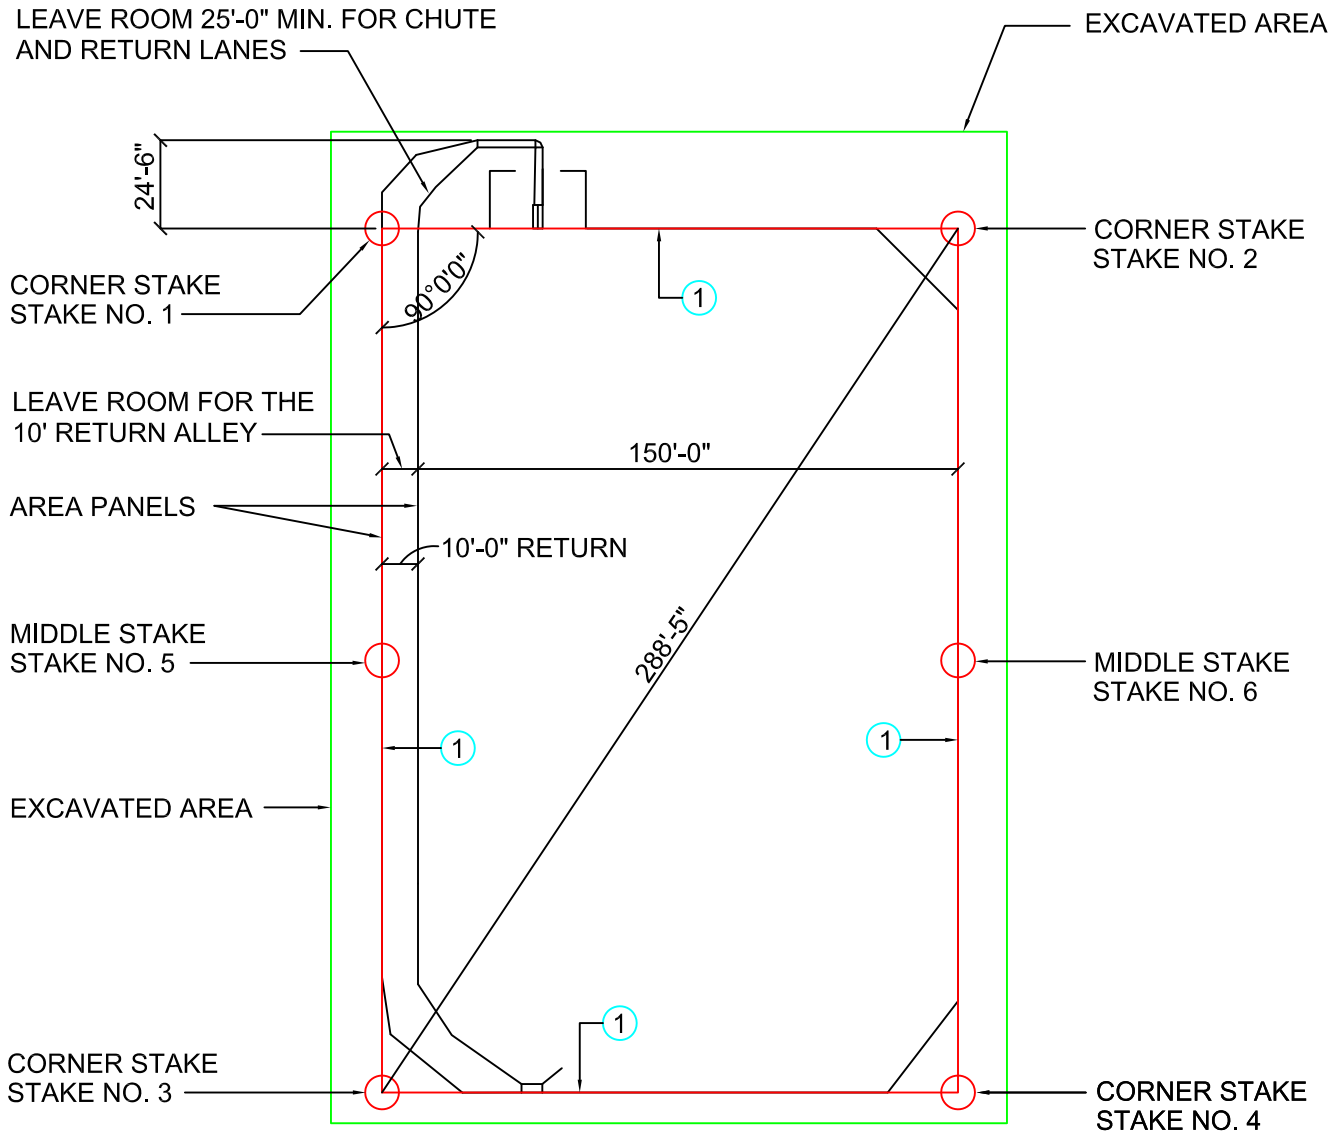 LEAVE ROOM 25'-0" MIN. FOR CHUTE
AND RETURN LANES
EXCAVATED AREA
24'-6"
CORNER STAKE
STAKE NO. 2
CORNER STAKE
STAKE NO. 1
90°0'0"
1
LEAVE ROOM FOR THE
10' RETURN ALLEY
150'-0"
AREA PANELS
10'-0" RETURN
288'-5"
MIDDLE STAKE
STAKE NO. 5
MIDDLE STAKE
STAKE NO. 6
1
1
EXCAVATED AREA
1
CORNER STAKE
STAKE NO. 3
CORNER STAKE
STAKE NO. 4